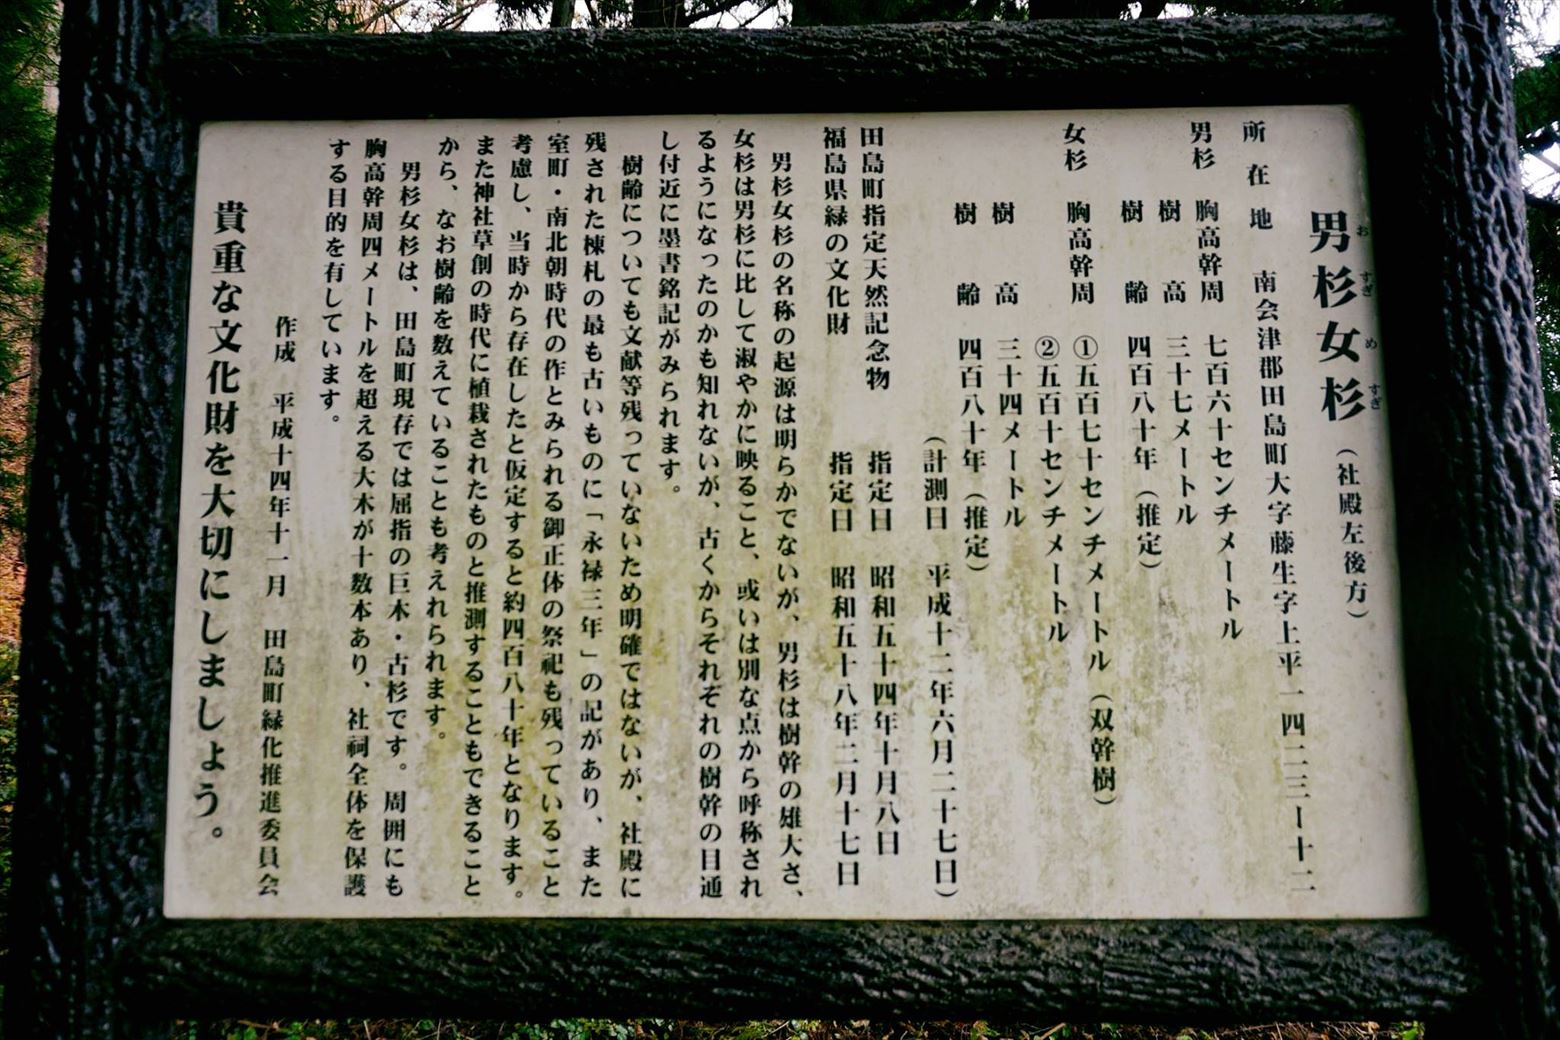 男杉女杉（社殿左後方）
おすぎめすぎ
所在地 南会津郡田島町大字藤生字上平一四二三ー十二
男杉 胸高幹周 七百六十センチメートル
樹高 三十七メートル
樹齢 四百八十年（推定）
女杉 胸高幹周 ①五百七十センチメートル（双幹樹）
②五百十センチメートル
樹高 三十四メートル
樹齢 四百八十年（推定）
（計測日 平成十二年六月二十七日）
田島町指定天然記念物 指定日 昭和五十四年十月八日
福島県緑の文化財 指定日 昭和五十八年二月十七日
男杉女杉の名称の起源は明らかでないが、男杉は樹幹の雄大さ、
女杉は男杉に比して淑やかに映ること、或いは別な点から呼称され
るようになったのかも知れないが、古くからそれぞれの樹幹の目通
し付近に墨書銘記がみられます。
樹齢についても文献等残っていないため明確ではないが、社殿に
残された棟札の最も古いものに「永禄三年」の記があり、また
室町・南北朝時代の作とみられる御正体の祭祀も残っていること
考慮し、当時から存在したと仮定すると約四百八十年となります。
また神社草創の時代に植栽されたものと推測することもできること
から、なお樹齢を数えていることも考えれられます。
男杉女杉は、田島町現存では屈指の巨木・古杉です。周囲にも
胸高幹周四メートルを超える大木が十数本あり、社祠全体を保護
する目的を有しています。
作成 平成十四年十一月 田島町緑化推進委員会
貴重な文化財を大切にしましょう。